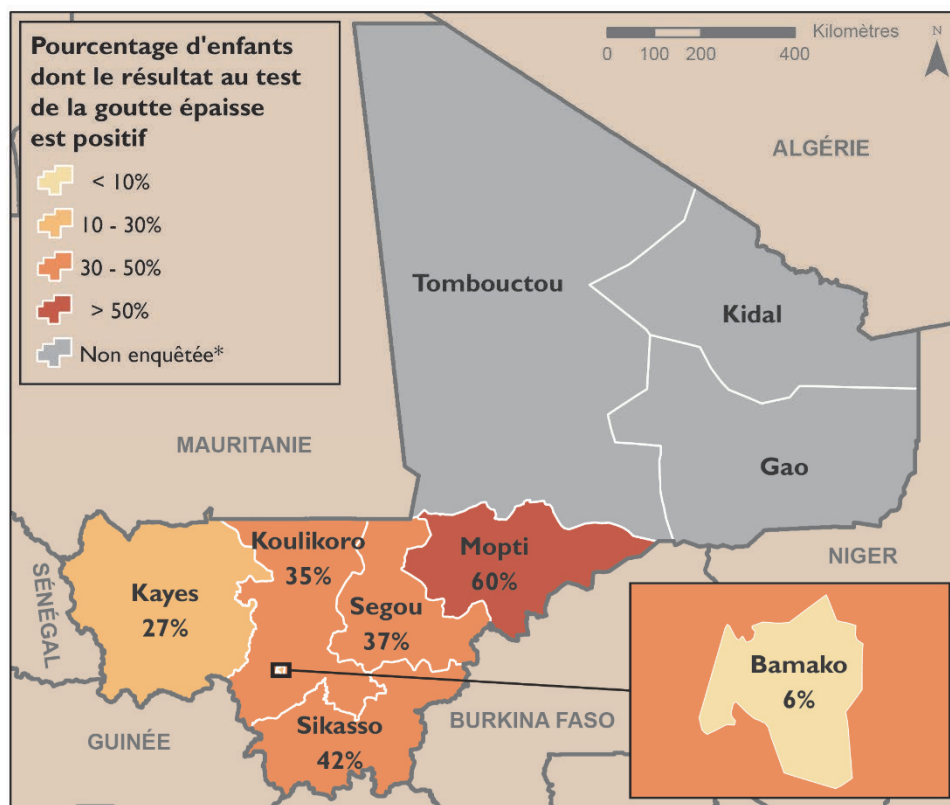 Pourcentage d'enfants
dont le résultat au test
de la goutte épaisse
est positif
< 10%
10 - 30%
30 - 50%
> 50%
Non enquêtée*
Kilomètres
0 100 200 400
N
ALGÉRIE
Tombouctou
Kidal
MAURITANIE
Gao
Koulikoro
35%
Mopti
60%
NIGER
SÉNÉGAL
Kayes
27%
Segou
37%
Bamako
6%
BURKINA FASO
GUINÉE
Sikasso
42%